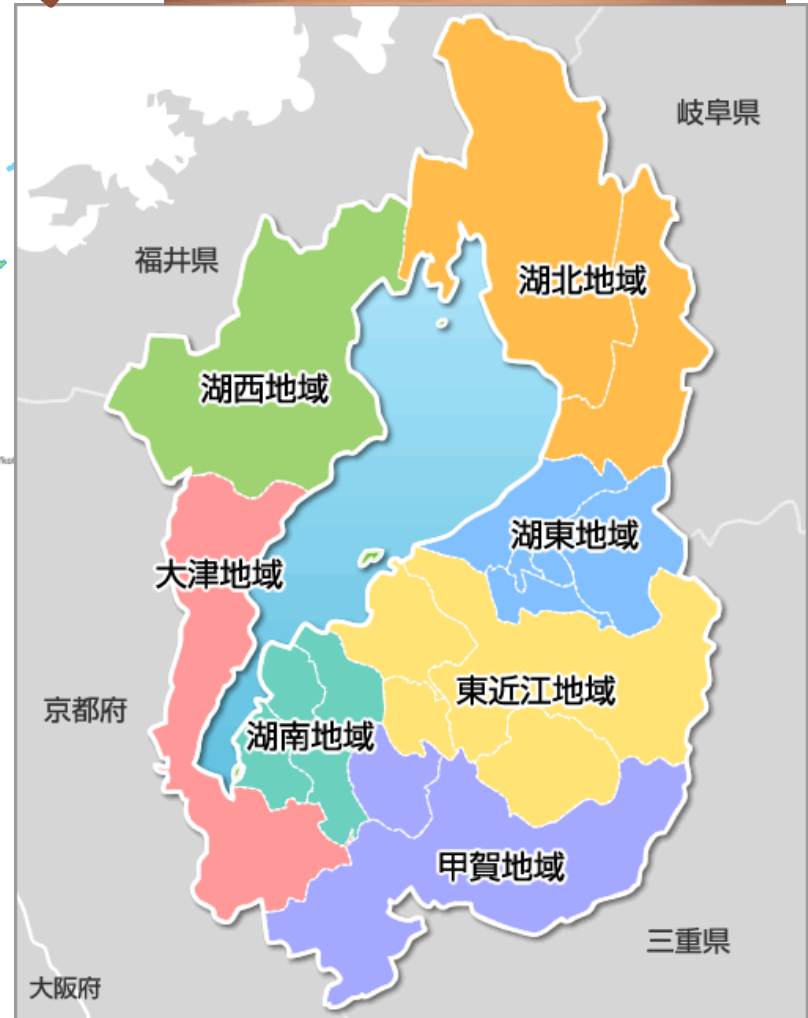 岐阜県
福井県
湖北地域
湖西地域
湖東地域
大津地域
東近江地域
京都府
湖南地域
甲賀地域
三重県
大阪府